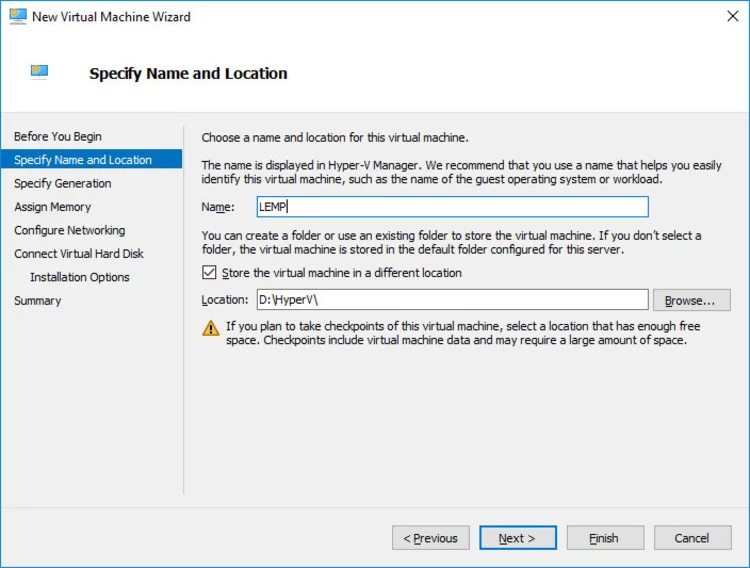 New Virtual Machine Wizard
Specify Name and Location
Before You Begin
Specify Name and Location
Specify Generation
Assign Memory
Configure Networking
Connect Virtual Hard Disk
Installation Options
Summary
Choose a name and location for this virtual machine.
The name is displayed in Hyper-V Manager. We recommend that you use a name that helps you easily
identify this virtual machine, such as the name of the guest operating system or workload.
Name: LEMP
You can create a folder or use an existing folder to store the virtual machine. If you don't select a
folder, the virtual machine is stored in the default folder configured for this server.
Store the virtual machine in a different location
Location: D:\HyperV\ Browse...
If you plan to take checkpoints of this virtual machine, select a location that has enough free
space. Checkpoints include virtual machine data and may require a large amount of space.
< Previous Next > Finish Cancel